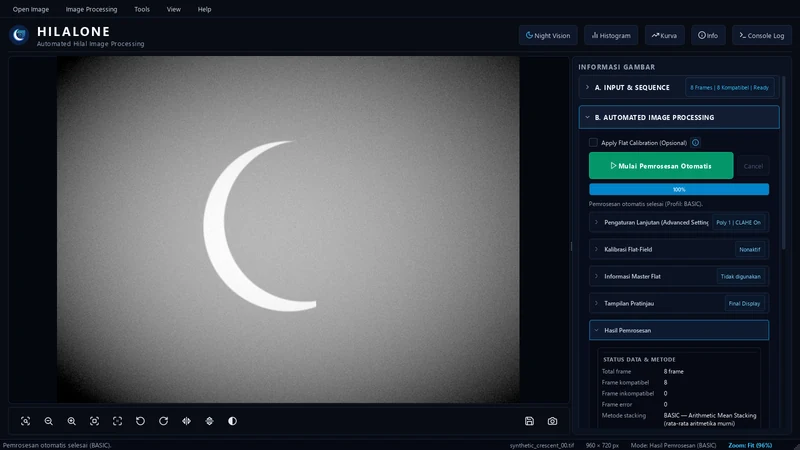 Open Image Image Processing Tools View Help
HILALONE
Automated Hilal Image Processing
Night Vision Histogram Kurva Info Console Log
INFORMASI GAMBAR
A. INPUT & SEQUENCE 8 Frames | 8 Kompatibel | Ready
B. AUTOMATED IMAGE PROCESSING
Apply Flat Calibration (Optional)
Mulai Pemrosesan Otomatis Cancel
100%
Pemrosesan otomatis selesai (Profil: BASIC).
Pengaturan Lanjutan (Advanced Setting Poly 1 | CLAHE On
Kalibrasi Flat-Field Nonaktif
Informasi Master Flat Tidak digunakan
Tampilan Pratinjau Final Display
Hasil Pemrosesan
STATUS DATA & METODE
Total frame 8 frame
Frame kompatibel 8
Frame inkompatibel 0
Frame error 0
Metode stacking BASIC — Arithmetic Mean Stacking
(rata-rata aritmetika murni)
Pemrosesan otomatis selesai (BASIC). synthetic_crescent_00.tif 960 × 720 px Mode: Hasil Pemrosesan (BASIC) Zoom: Fit (96%)